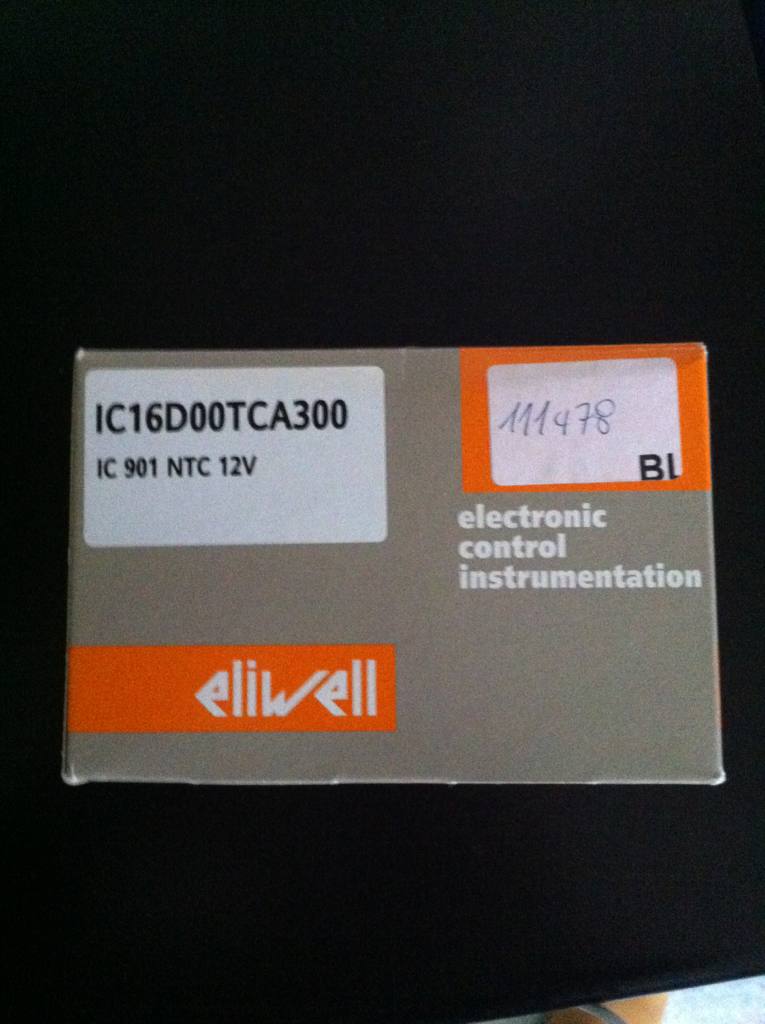 IC16D00TCA300
IC 901 NTC 12V
111478
BL
electronic
control
instrumentation
eliwell